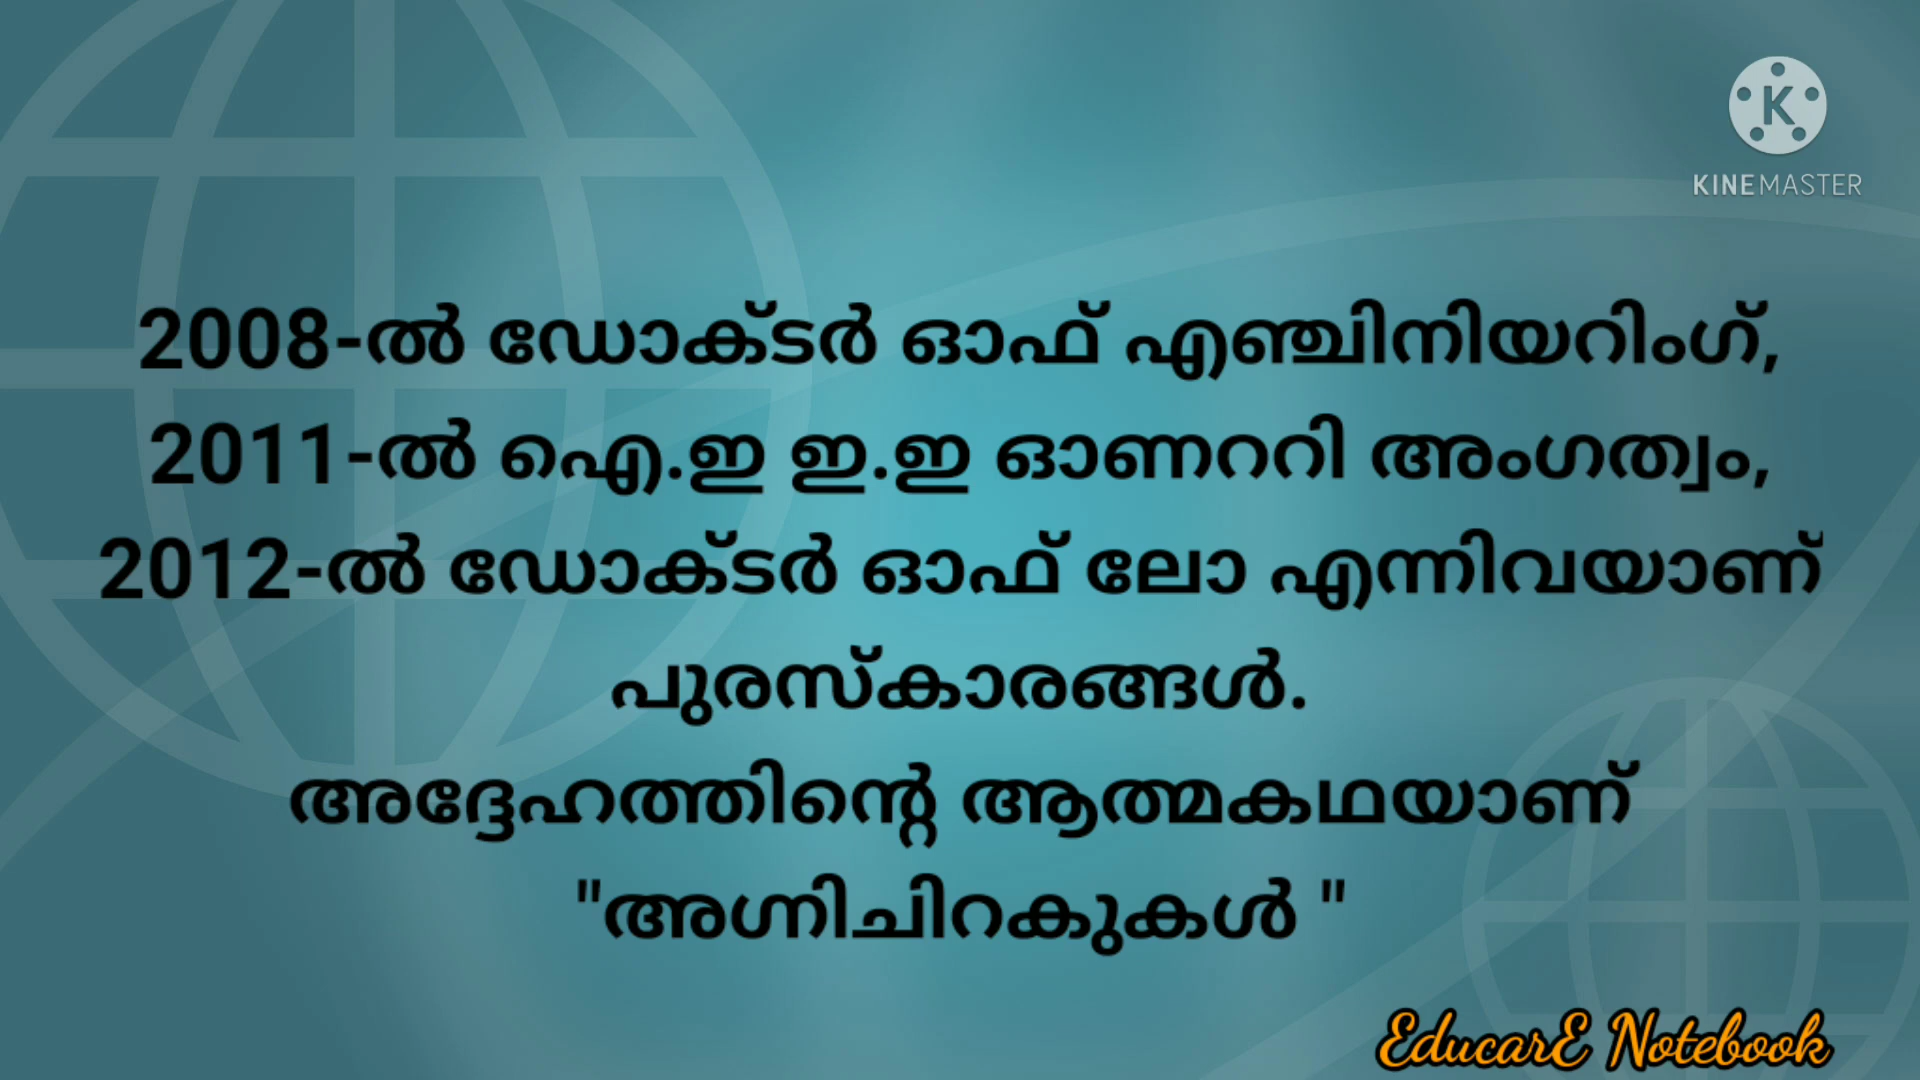 KINEMASTER
2008-ൽ ഡോക്ടർ ഓഫ് എഞ്ചിനിയറിംഗ്,
2011-ൽ ഐ.ഇ ഇ.ഇ ഓണററി അംഗത്വം,
2012-ൽ ഡോക്ടർ ഓഫ് ലോ എന്നിവയാണ്
പുരസ്കാരങ്ങൾ.
അദ്ദേഹത്തിന്റെ ആത്മകഥയാണ്
"അഗ്നിചിറകുകൾ "
EducarE Notebook